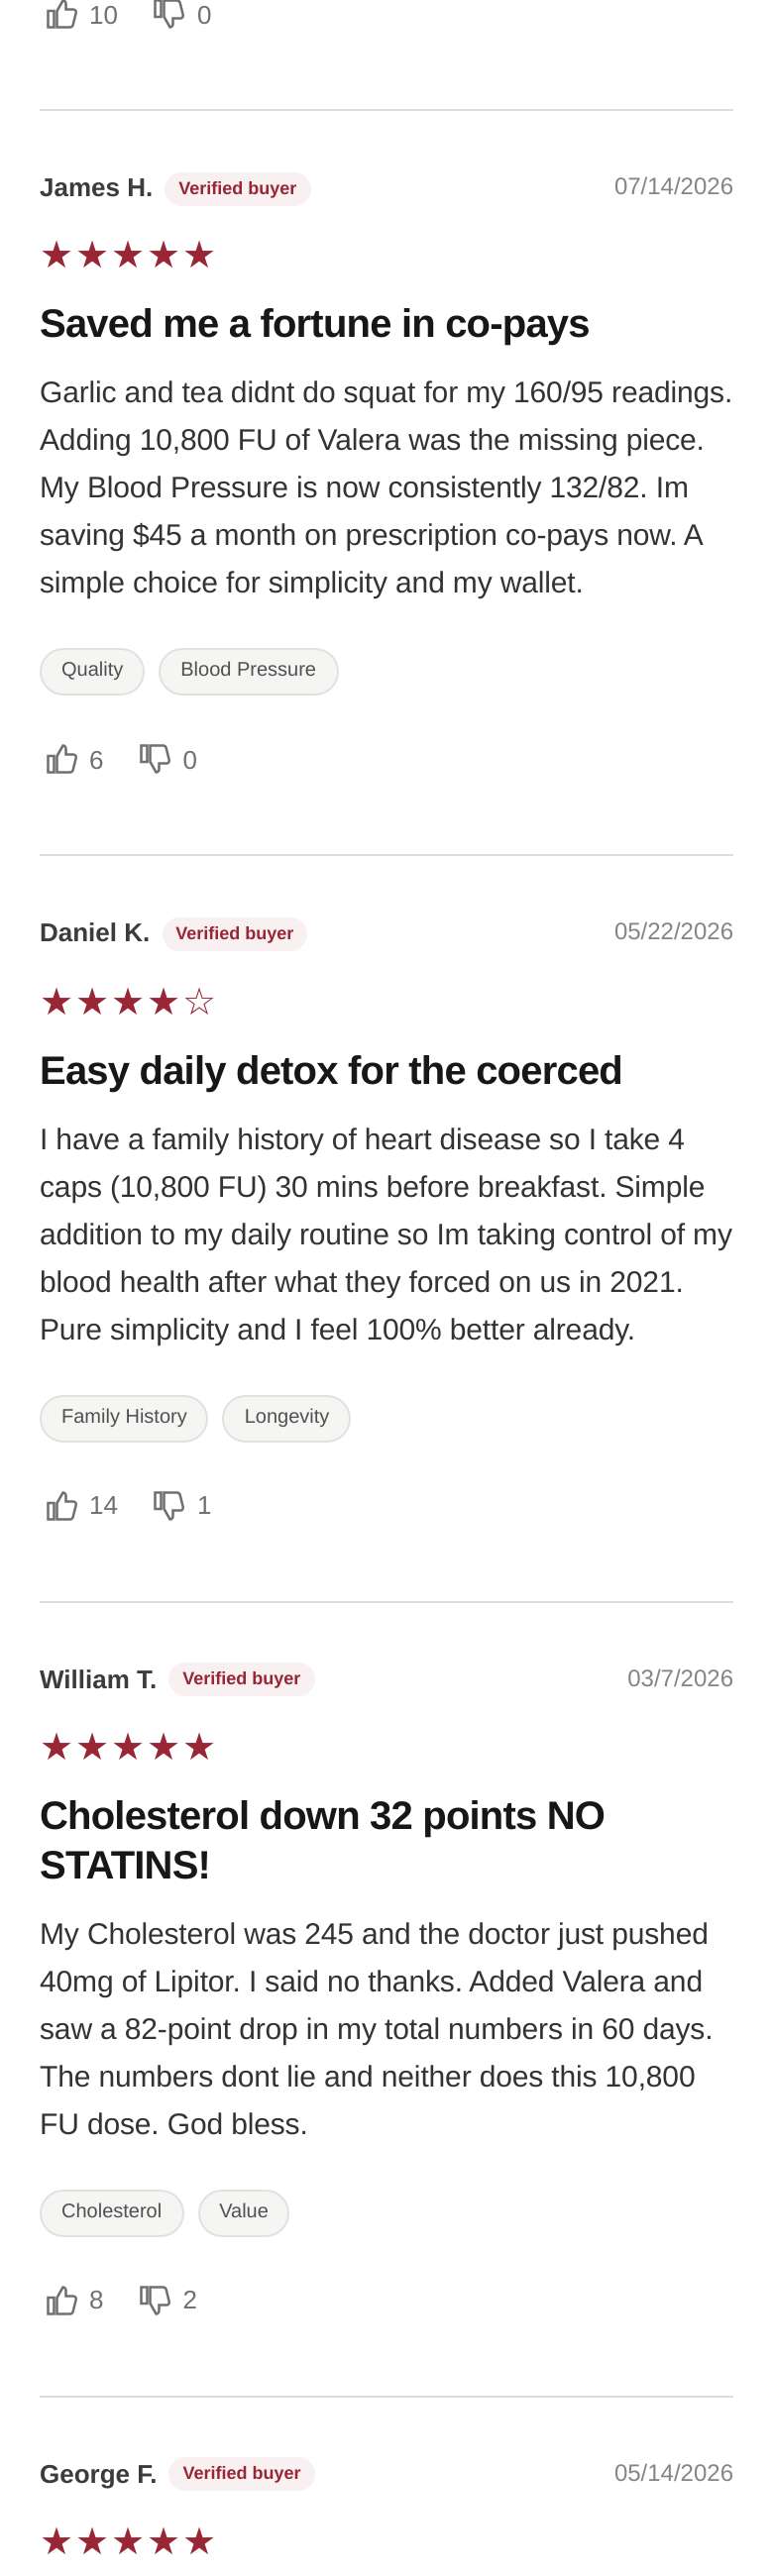 10 0
James H. Verified buyer 07/14/2026
★★★★★
Saved me a fortune in co-pays
Garlic and tea didnt do squat for my 160/95 readings.
Adding 10,800 FU of Valera was the missing piece.
My Blood Pressure is now consistently 132/82. Im
saving $45 a month on prescription co-pays now. A
simple choice for simplicity and my wallet.
Quality Blood Pressure
6 0
Daniel K. Verified buyer 05/22/2026
★★★★☆
Easy daily detox for the coerced
I have a family history of heart disease so I take 4
caps (10,800 FU) 30 mins before breakfast. Simple
addition to my daily routine so Im taking control of my
blood health after what they forced on us in 2021.
Pure simplicity and I feel 100% better already.
Family History Longevity
14 1
William T. Verified buyer 03/7/2026
★★★★★
Cholesterol down 32 points NO
STATINS!
My Cholesterol was 245 and the doctor just pushed
40mg of Lipitor. I said no thanks. Added Valera and
saw a 82-point drop in my total numbers in 60 days.
The numbers dont lie and neither does this 10,800
FU dose. God bless.
Cholesterol Value
8 2
George F. Verified buyer 05/14/2026
★★★★★